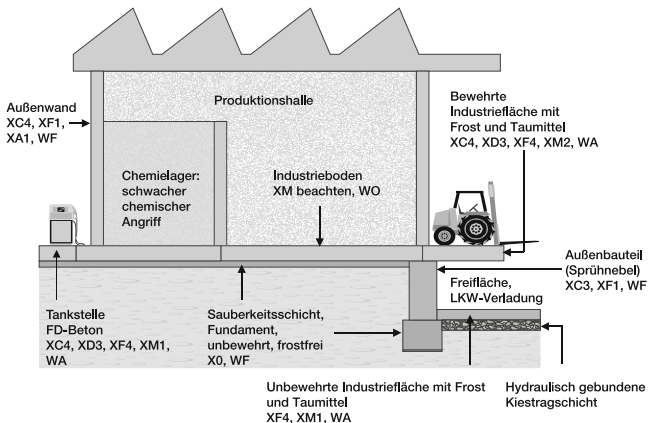 Produktionshalle
Außenwand
XC4, XF1,
XA1, WF
Chemielager:
schwacher
chemischer
Angriff
Industrieboden
XM beachten, WO
Bewehrte
Industriefläche mit
Frost und Taumittel
XC4, XD3, XF4, XM2, WA
Außenbauteil
(Sprühnebel)
XC3, XF1, WF
Freifläche,
LKW-Verladung
Tankstelle
FD-Beton
XC4, XD3, XF4, XM1,
WA
Sauberkeitsschicht,
Fundament,
unbewehrt, frostfrei
X0, WF
Unbewehrte Industriefläche mit Frost
und Taumittel
XF4, XM1, WA
Hydraulisch gebundene
Kiestragschicht